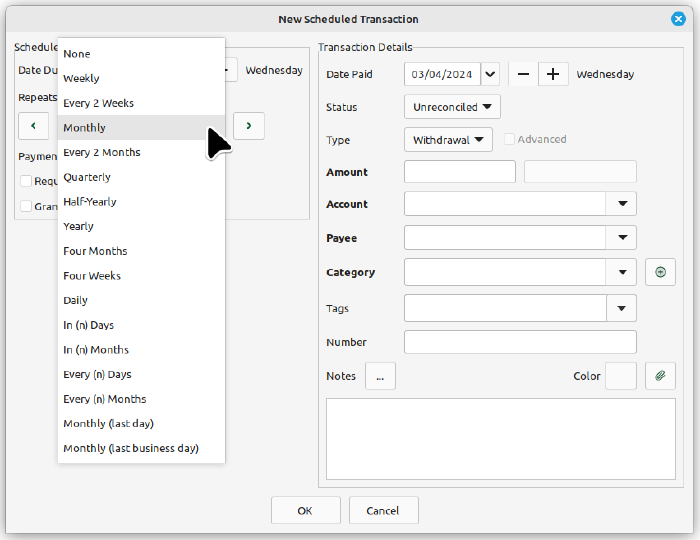 New Scheduled Transaction
Schedule
Date Du
Wednesday
Repeats
Paymen
Requ
Gran
None
Weekly
Every 2 Weeks
Monthly
Every 2 Months
Quarterly
Half-Yearly
Yearly
Four Months
Four Weeks
Daily
In (n) Days
In (n) Months
Every (n) Days
Every (n) Months
Monthly (last day)
Monthly (last business day)
Transaction Details
Date Paid 03/04/2024 Wednesday
Status Unreconciled
Type Withdrawal Advanced
Amount
Account
Payee
Category
Tags
Number
Notes ... Color
OK Cancel